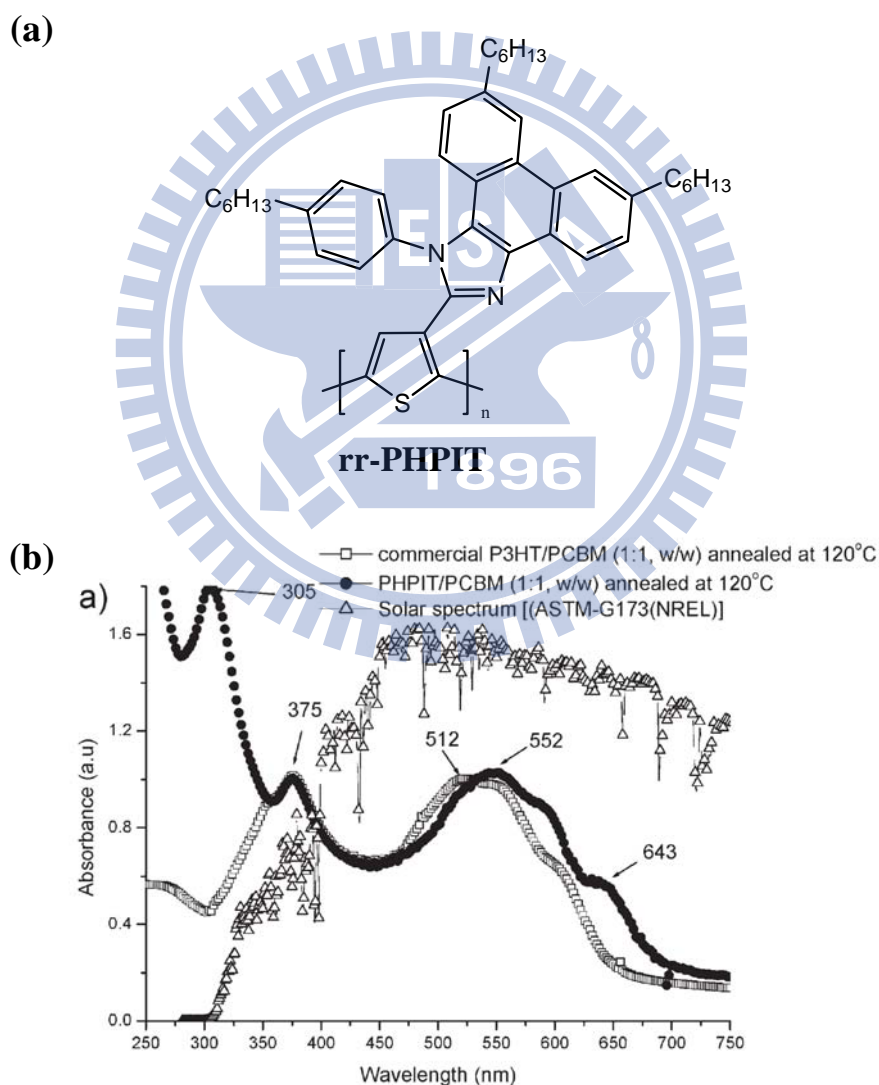 (a)
C6H13
C6H13
C6H13
N
N
S
n
rr-PHPIT
ES A
1896
(b)
a)
commercial P3HT/PCBM (1:1, w/w) annealed at 120°C
PHPIT/PCBM (1:1, w/w) annealed at 120°C
Solar spectrum [(ASTM-G173(NREL)]
305
375
512
552
643
1.6
1.2
0.8
0.4
0.0
Absorbance (a.u)
250 300 350 400 450 500 550 600 650 700 750
Wavelength (nm)